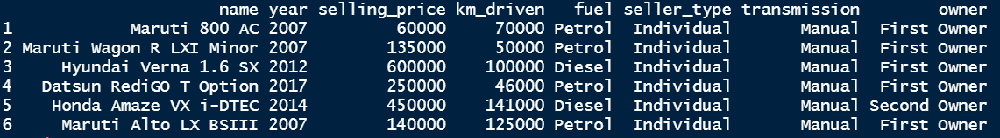 name year selling_price km_driven fuel seller_type transmission owner
1 Maruti 800 AC 2007 60000 70000 Petrol Individual Manual First Owner
2 Maruti Wagon R LXI Minor 2007 135000 50000 Petrol Individual Manual First Owner
3 Hyundai Verna 1.6 SX 2012 600000 100000 Diesel Individual Manual First Owner
4 Datsun RediGO T Option 2017 250000 46000 Petrol Individual Manual First Owner
5 Honda Amaze VX i-DTEC 2014 450000 141000 Diesel Individual Manual Second Owner
6 Maruti Alto LX BSIII 2007 140000 125000 Petrol Individual Manual First Owner